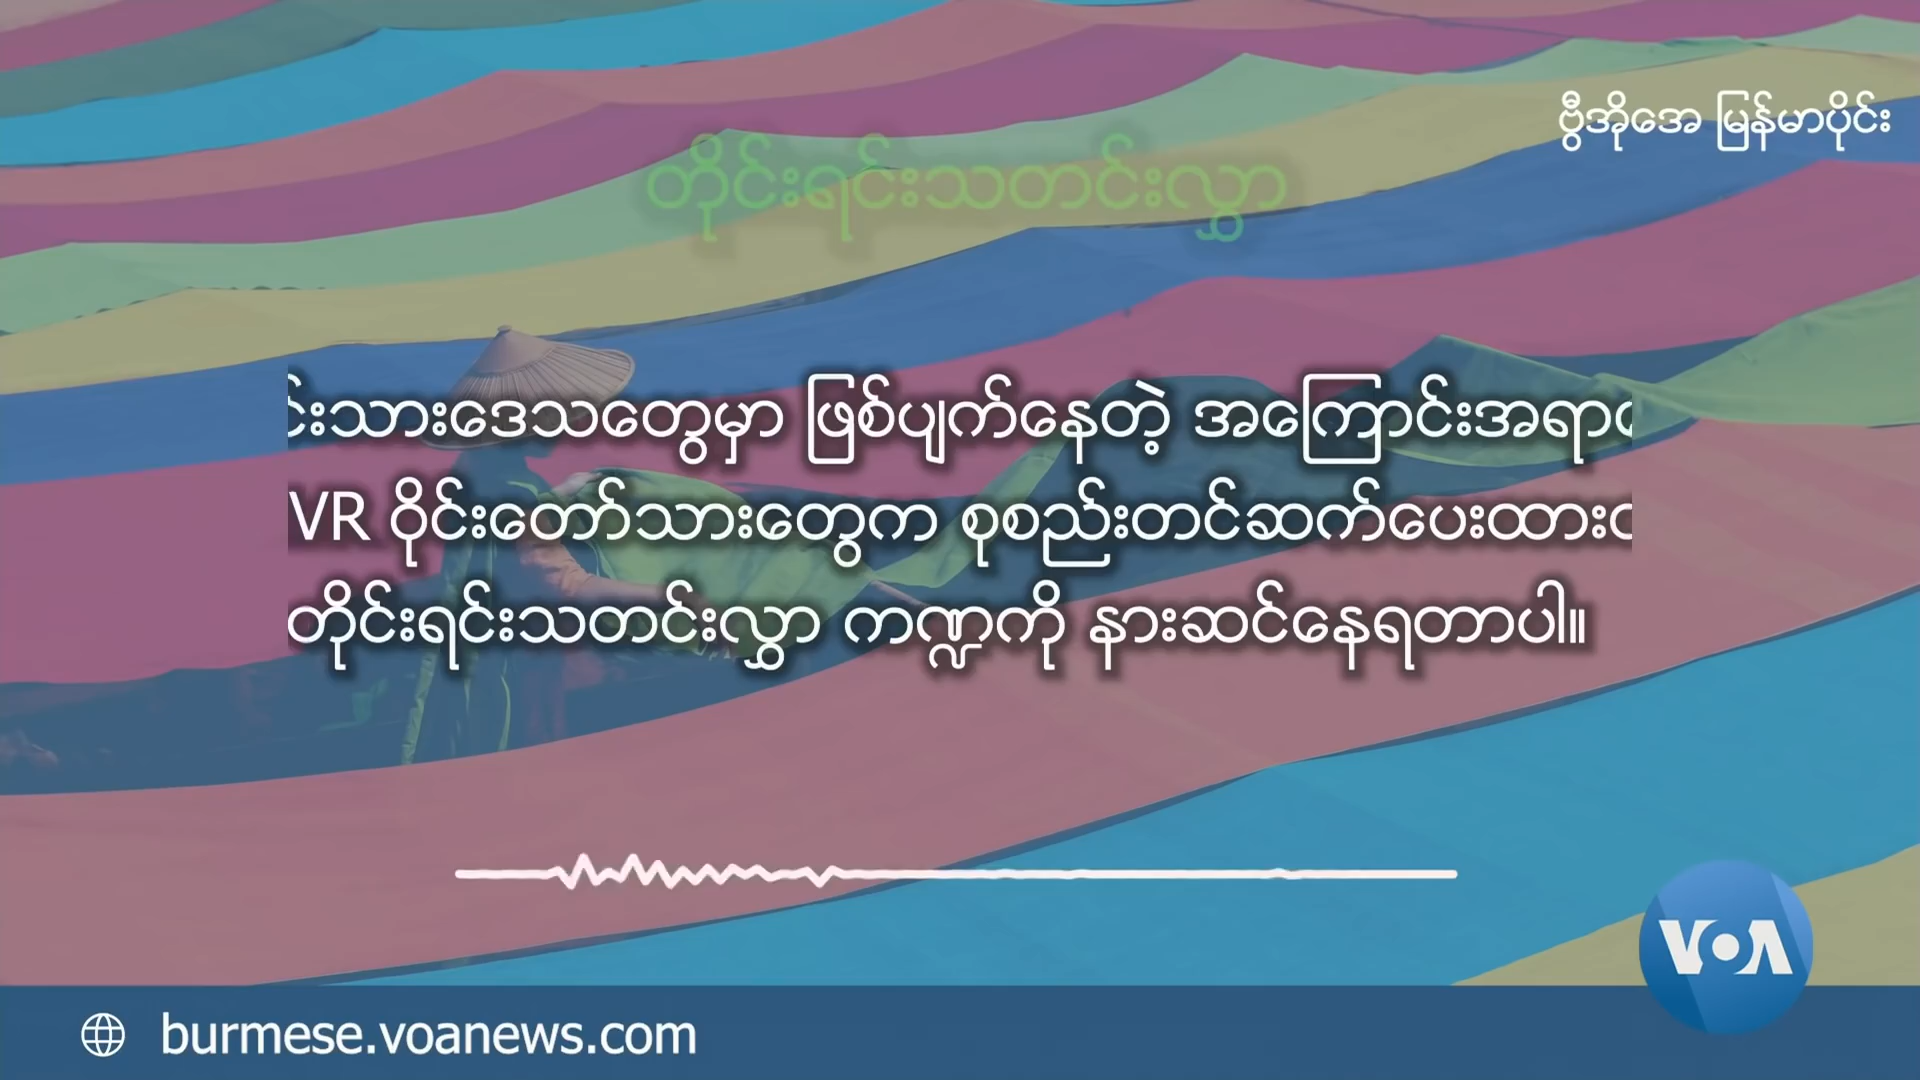 ဗွီအိုအေ မြန်မာပိုင်း
တိုင်းရင်းသတင်းလွှာ
င်းသားဒေသတွေမှာ ဖြစ်ပျက်နေတဲ့ အကြောင်းအရာ
VR ဝိုင်းတော်သားတွေက စုစည်းတင်ဆက်ပေးထား
တိုင်းရင်းသတင်းလွှာ ကဏ္ဍကို နားဆင်နေရတာပါ။
VOA
burmese.voanews.com